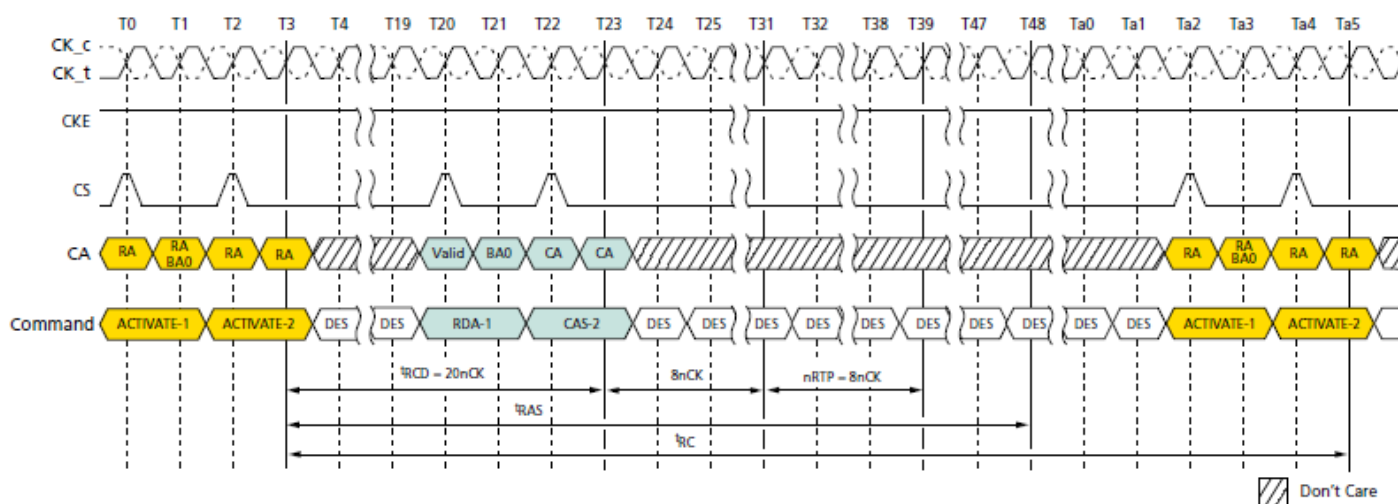 T0 T1 T2 T3 T4 T19 T20 T21 T22 T23 T24 T25 T31 T32 T38 T39 T47 T48 Ta0 Ta1 Ta2 Ta3 Ta4 Ta5
CK_c
CK_t
CKE
CS
CA RA RA BA0 RA RA Valid BA0 CA CA RA RA BA0 RA RA
Command ACTIVATE-1 ACTIVATE-2 DES DES RDA-1 CAS-2 DES DES DES DES DES DES DES DES DES DES ACTIVATE-1 ACTIVATE-2
tRCD = 20nCK 8nCK nRTP = 8nCK
tRAS
tRC
Don't Care